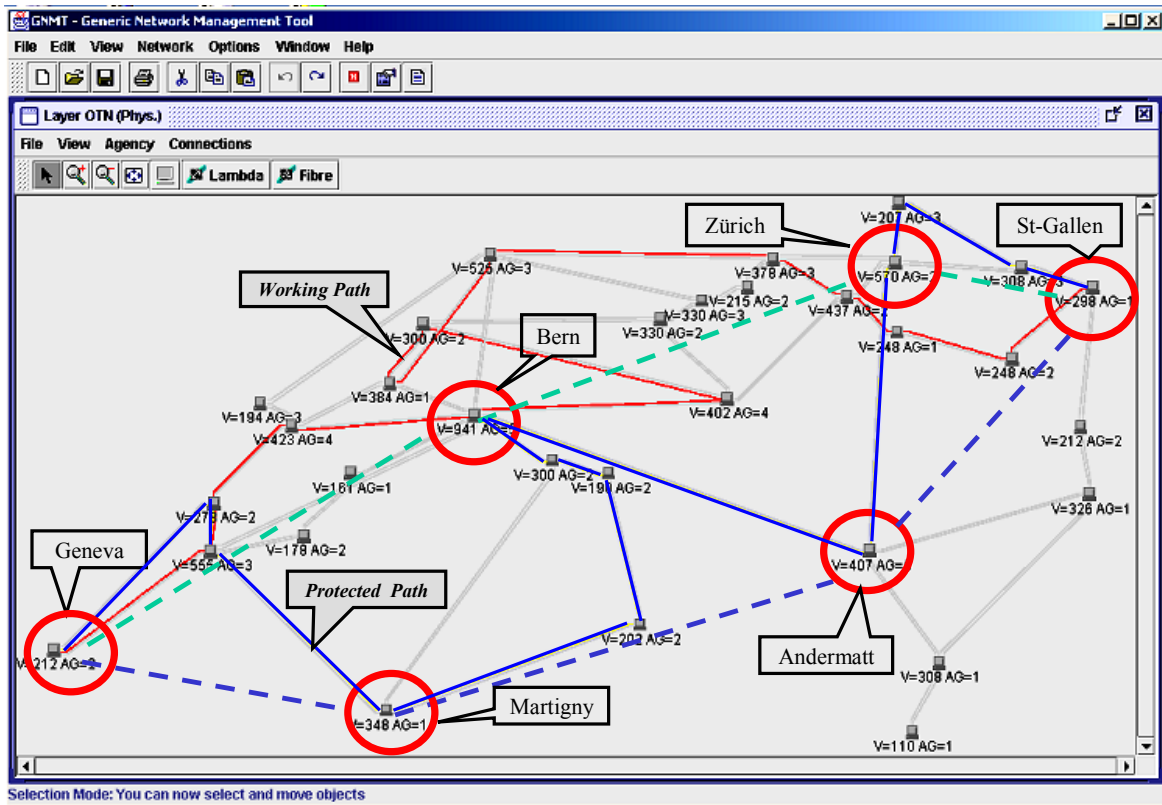 GNMT - Generic Network Management Tool
File Edit View Network Options Window Help
Layer OTN (Phys.)
File View Agency Connections
Lambda Fibre
V=207 AG=3
Zürich
St-Gallen
V=525 AG=3
V=378 AG=3
V=570 AG=2
V=308 AG=3
V=298 AG=1
Working Path
V=215 AG=2
V=437 AG=2
V=330 AG=3
V=300 AG=2
V=330 AG=2
Bern
V=248 AG=1
V=248 AG=2
V=384 AG=1
V=194 AG=3
V=402 AG=4
V=423 AG=4
V=941 AG=
V=212 AG=2
V=300 AG=2
V=161 AG=1
AG=2
V=326 AG=1
AG=2
Geneva
V=178 AG=2
V=555 AG=3
V=407 AG=
Protected Path
V=202 AG=2
Andermatt
V=212 AG=2
V=308 AG=1
Martigny
V=348 AG=1
V=110 AG=1
Selection Mode: You can now select and move objects